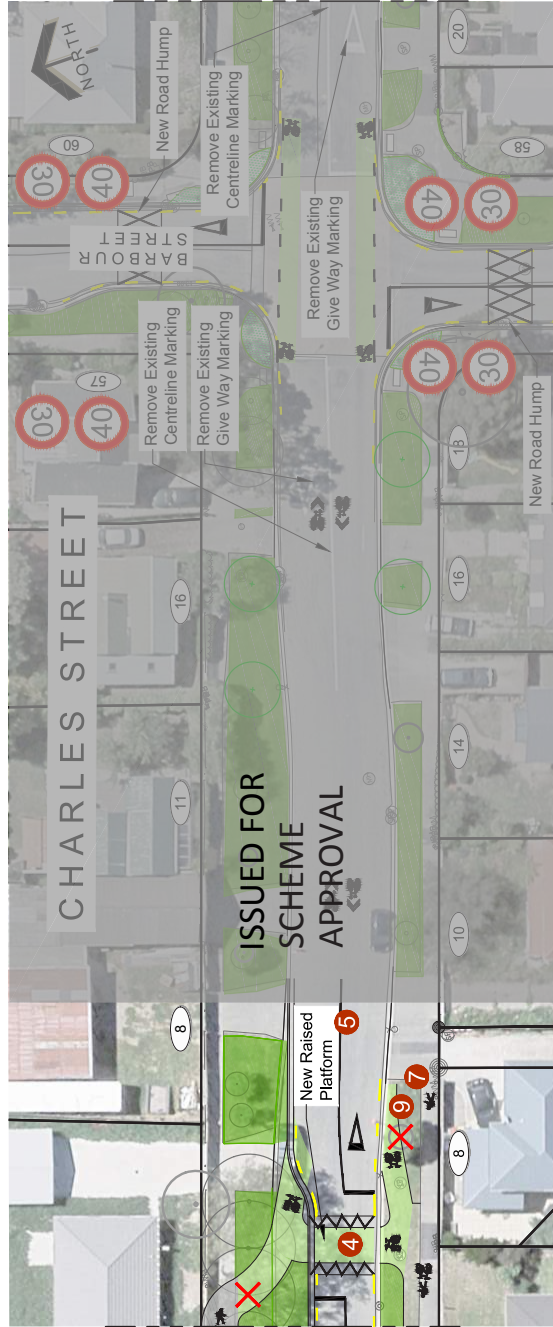 NORTH
60
30
40
New Road Hump
Remove Existing
Centreline Marking
20
58
BARBOUR
STREET
Remove Existing
Give Way Marking
40
30
57
30
40
Remove Existing
Centreline Marking
Remove Existing
Give Way Marking
40
30
New Road Hump
18
CHARLES STREET
16
16
11
14
ISSUED FOR
SCHEME
APPROVAL
10
8
New Raised
Platform
5
7
9
8
4